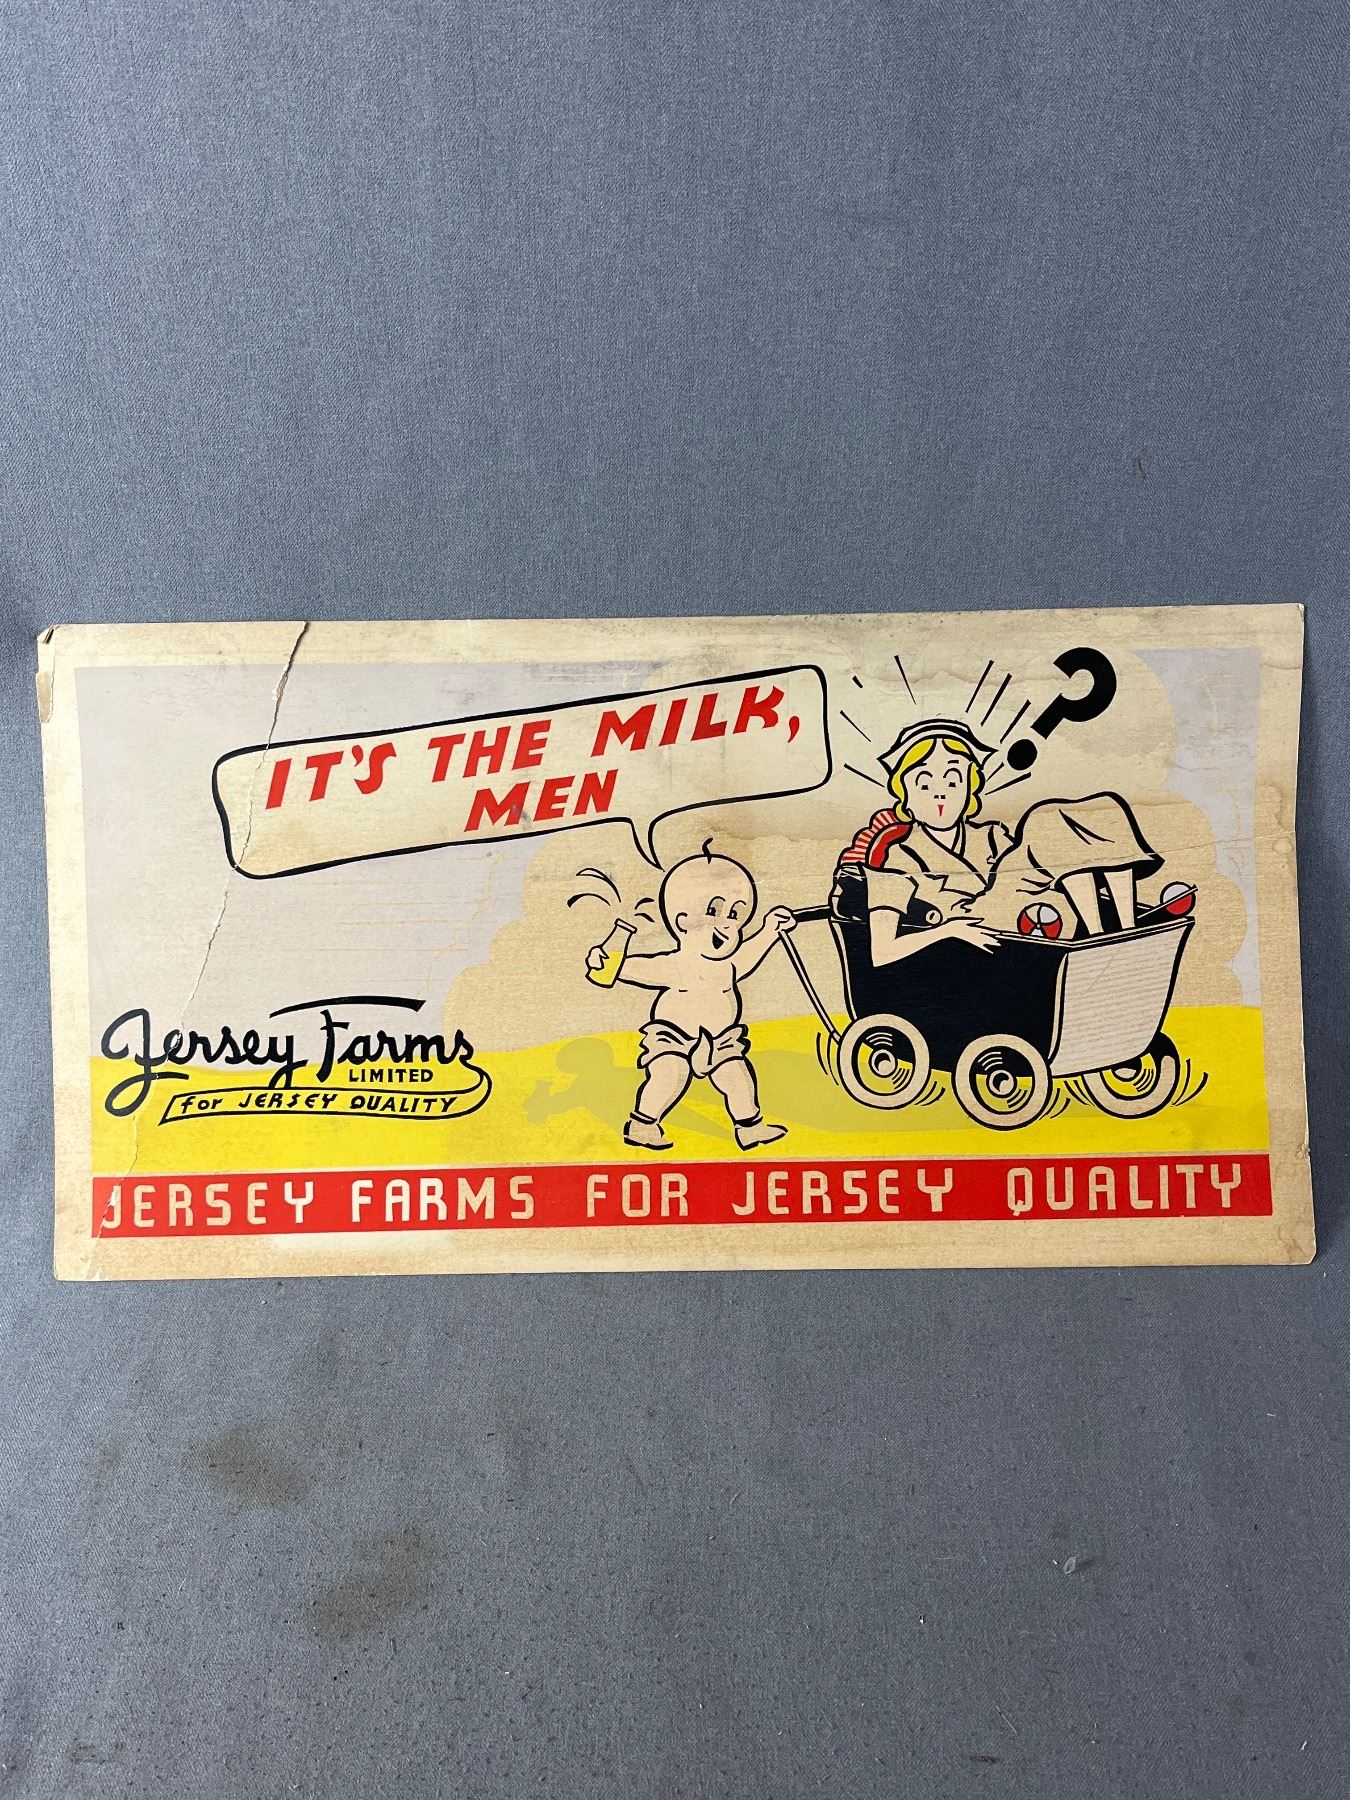 IT'S THE MILK,
MEN
?
Jersey Farms
LIMITED
for JERSEY QUALITY
JERSEY FARMS FOR JERSEY QUALITY